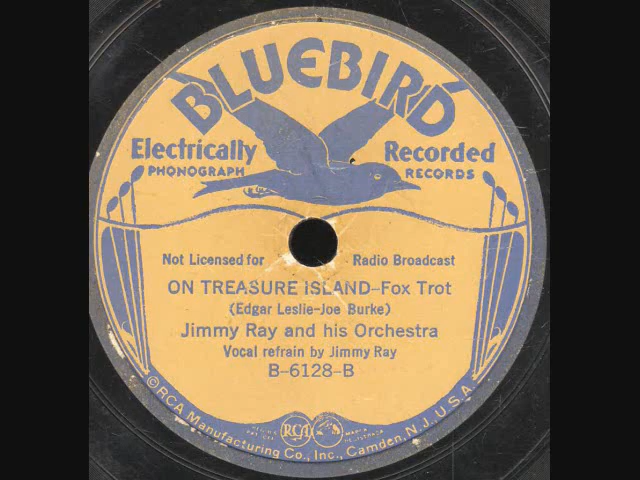 BLUEBIRD
Electrically Recorded
PHONOGRAPH RECORDS
Not Licensed for Radio Broadcast
ON TREASURE ISLAND–Fox Trot
(Edgar Leslie–Joe Burke)
Jimmy Ray and his Orchestra
Vocal refrain by Jimmy Ray
B–6128–B
RCA
©RCA Manufacturing Co., Inc., Camden, N.J. U.S.A.